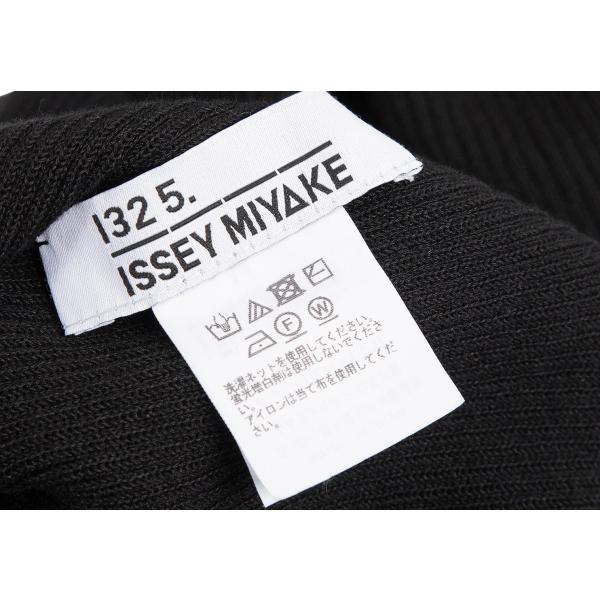 132 5.
ISSEY MIYAKE
F W
洗濯ネットを使用してください。
蛍光増白剤は使用しないでくださ
い。
アイロンは当て布を使用してくだ
さい。